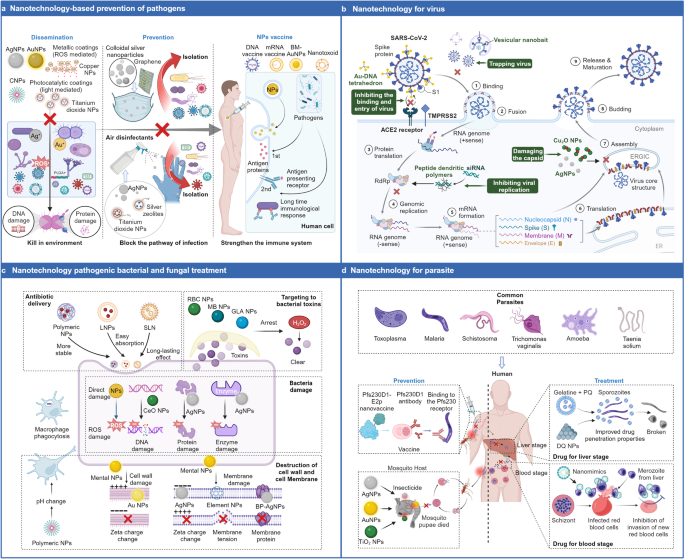 a Nanotechnology-based prevention of pathogens
Dissemination
AgNPs AuNPs
Metallic coatings
(ROS mediated)
Copper
NPs
CNPs
Photocatalytic coatings
(light mediated)
Titanium
dioxide NPs
Ag⁺
Au⁺
ROS
DNA
damage
Protein
damage
Kill in environment
Prevention
Colloidal silver
nanoparticles
Graphene
Isolation
Air disinfectants
Isolation
AgNPs
Silver
zeolites
Titanium
dioxide NPs
Block the pathway of infection
NPs vaccine
DNA
vaccine
mRNA
vaccine
BM-
AuNPs
Nanotoxoid
NPs
Pathogens
1st
Antigen
proteins
Antigen
presenting
receptor
2nd
Long time
immunological
response
Human cell
Strengthen the immune system
b Nanotechnology for virus
SARS-CoV-2
Spike
protein
Vesicular nanobait
Trapping virus
Au-DNA
tetrahedron
S1
Inhibiting the
binding and
entry of virus
TMPRSS2
ACE2 receptor
1 Binding
2 Fusion
9 Release &
Maturation
8 Budding
Cytoplasm
RNA genome
(+sense)
3 Protein
translation
Peptide dendritic
polymers
siRNA
RdRp
Inhibiting viral
replication
4 Genomic
replication
RNA genome
(-sense)
5 mRNA
formation
RNA genome
(+sense)
Cu₂O NPs
Damaging
the capsid
AgNPs
7 Assembly
ERGIC
Virus core
structure
6 Translation
Nucleocapsid (N)
Spike (S)
Membrane (M)
Envelope (E)
ER
c Nanotechnology pathogenic bacterial and fungal treatment
Antibiotic
delivery
Polymeric
NPs
LNPs
SLN
More
stable
Easy
absorption
Long-lasting
effect
RBC NPs
MB NPs
GLA NPs
Targeting to
bacterial toxins
Arrest
H₂O₂
Toxins
Clear
Bacteria
damage
Direct
damage
NPs
CeO NPs
AgNPs
AgNPs
ROS
damage
ROS
DNA
damage
Protein
damage
Enzyme
damage
Macrophage
phagocytosis
pH change
Polymeric NPs
Mental NPs
Cell wall
damage
Au NPs
Zeta charge
change
Mental NPs
Membrane
damage
Destruction of
cell wall and
cell Membrane
AgNPs
Element NPs
BP-AgNPs
Zeta charge
change
Membrane
tension
Membrane
protein
d Nanotechnology for parasite
Common
Parasites
Toxoplasma
Malaria
Schistosoma
Trichomonas
vaginalis
Amoeba
Taenia
solium
Human
Prevention
Pfs230D1-
E2p
nanovaccine
Pfs230D1
antibody
Binding to
the Pfs230
receptor
Vaccine
Mosquito Host
AgNPs
Insecticide
AuNPs
TiO₂ NPs
Mosquito
pupae died
Liver stage
Blood stage
Treatment
Gelatine + PQ
Sporozoites
DQ NPs
Improved drug
penetration properties
Broken
Drug for liver stage
Nanomimics
Merozoite
from liver
Schizont
Infected red
blood cells
Inhibition of
invasion of new
red blood cells
Drug for blood stage